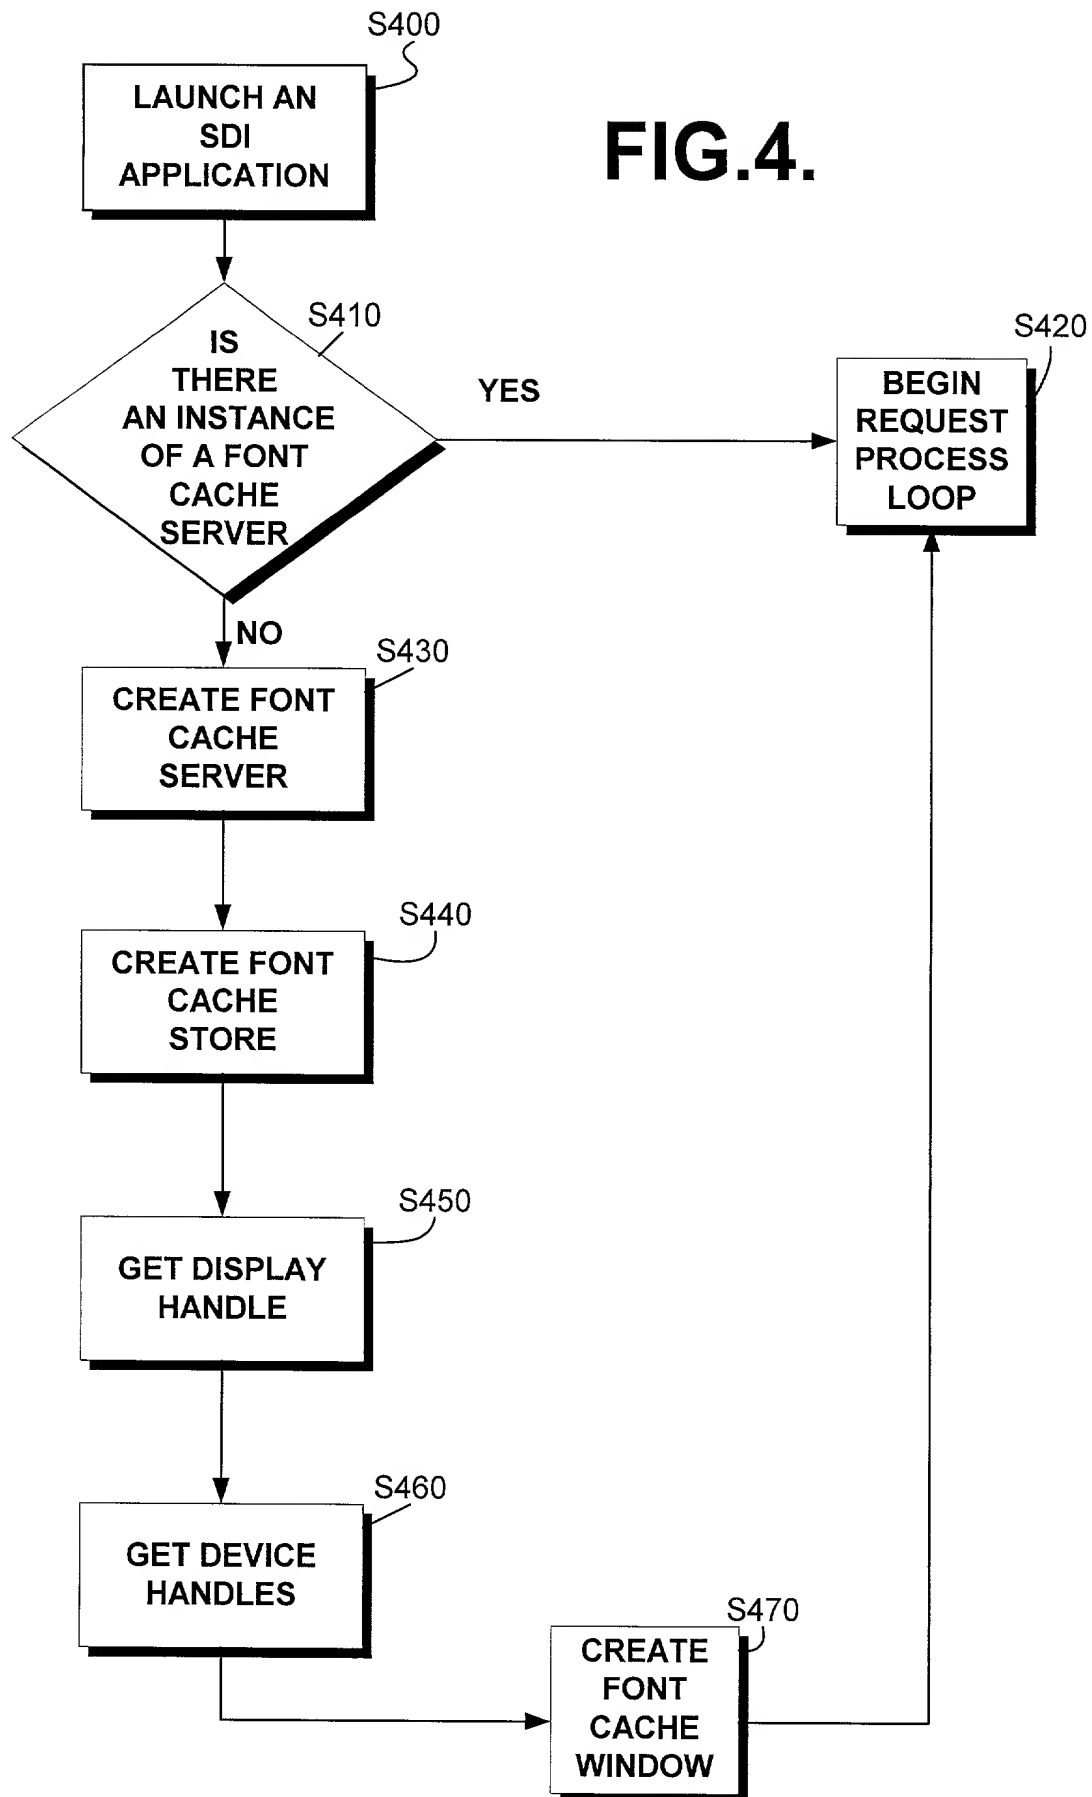 S400
LAUNCH AN
SDI
APPLICATION
FIG.4.
S410
IS
THERE
AN INSTANCE
OF A FONT
CACHE
SERVER
YES
S420
BEGIN
REQUEST
PROCESS
LOOP
NO
S430
CREATE FONT
CACHE
SERVER
S440
CREATE FONT
CACHE
STORE
S450
GET DISPLAY
HANDLE
S460
GET DEVICE
HANDLES
S470
CREATE
FONT
CACHE
WINDOW